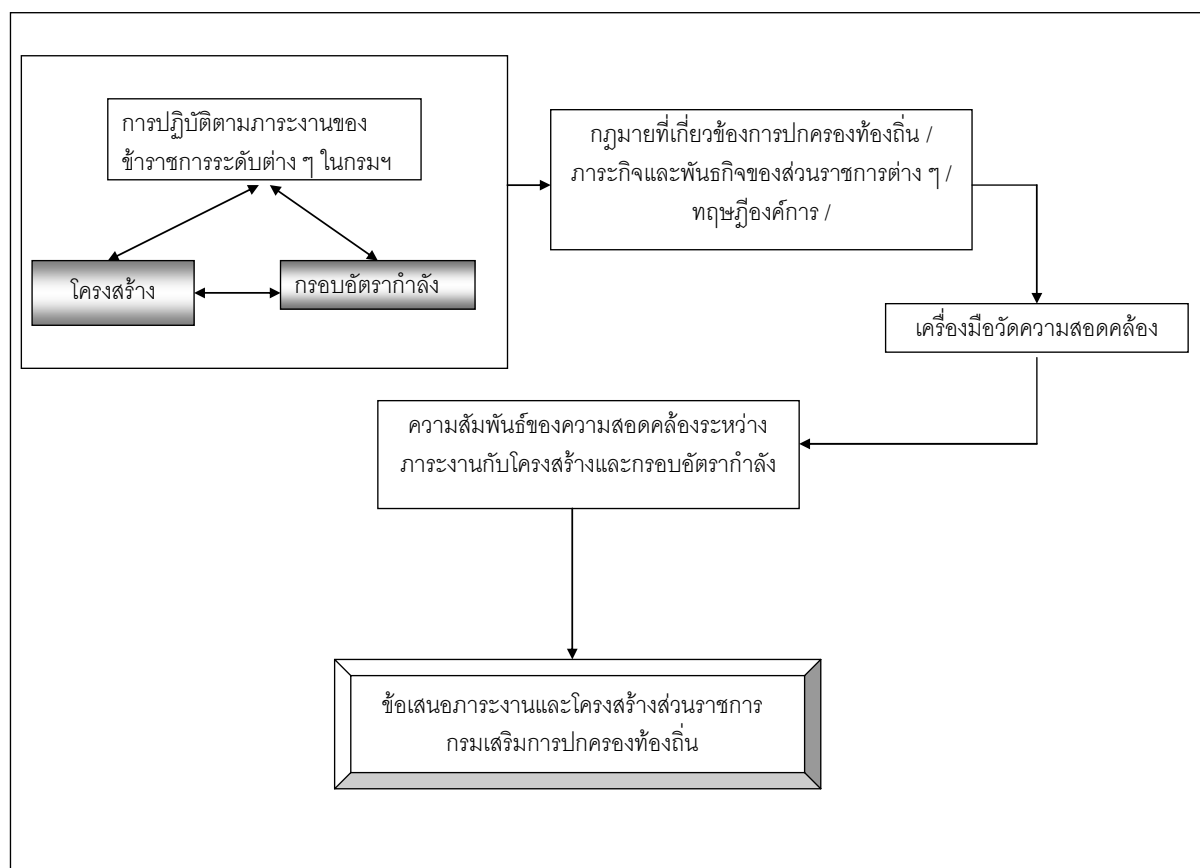 การปฏิบัติตามภาระงานของ
ข้าราชการระดับต่าง ๆ ในกรมฯ
โครงสร้าง
กรอบอัตรากำลัง
กฎมายที่เกี่ยวข้องการปกครองท้องถิ่น /
ภาระกิจและพันธกิจของส่วนราชการต่าง ๆ /
ทฤษฎีองค์การ /
เครื่องมือวัดความสอดคล้อง
ความสัมพันธ์ของความสอดคล้องระหว่าง
ภาระงานกับโครงสร้างและกรอบอัตรากำลัง
ข้อเสนอภาระงานและโครงสร้างส่วนราชการ
กรมเสริมการปกครองท้องถิ่น